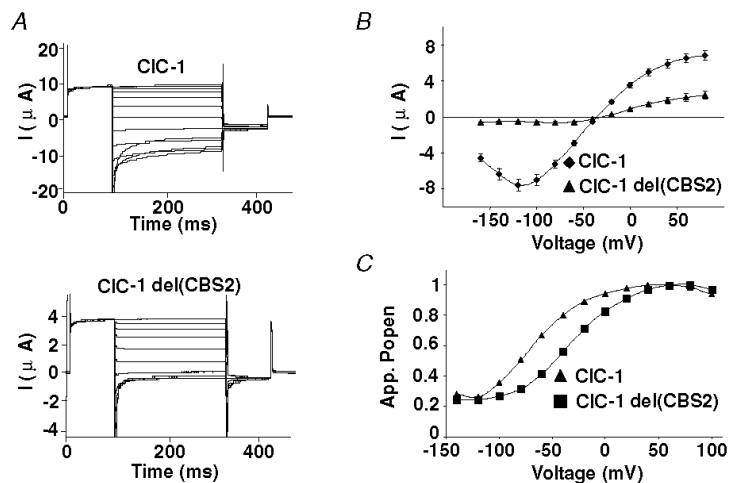 A
ClC-1
I ( μ A)
20
10
0
-10
-20
0
200
400
Time (ms)
ClC-1 del(CBS2)
I ( μ A)
4
2
0
-2
-4
0
200
400
Time (ms)
B
I ( μ A)
8
4
0
-4
-8
ClC-1
ClC-1 del(CBS2)
-150
-100
-50
0
50
Voltage (mV)
C
App. Popen
1
0.8
0.6
0.4
0.2
0
ClC-1
ClC-1 del(CBS2)
-150
-100
-50
0
50
100
Voltage (mV)